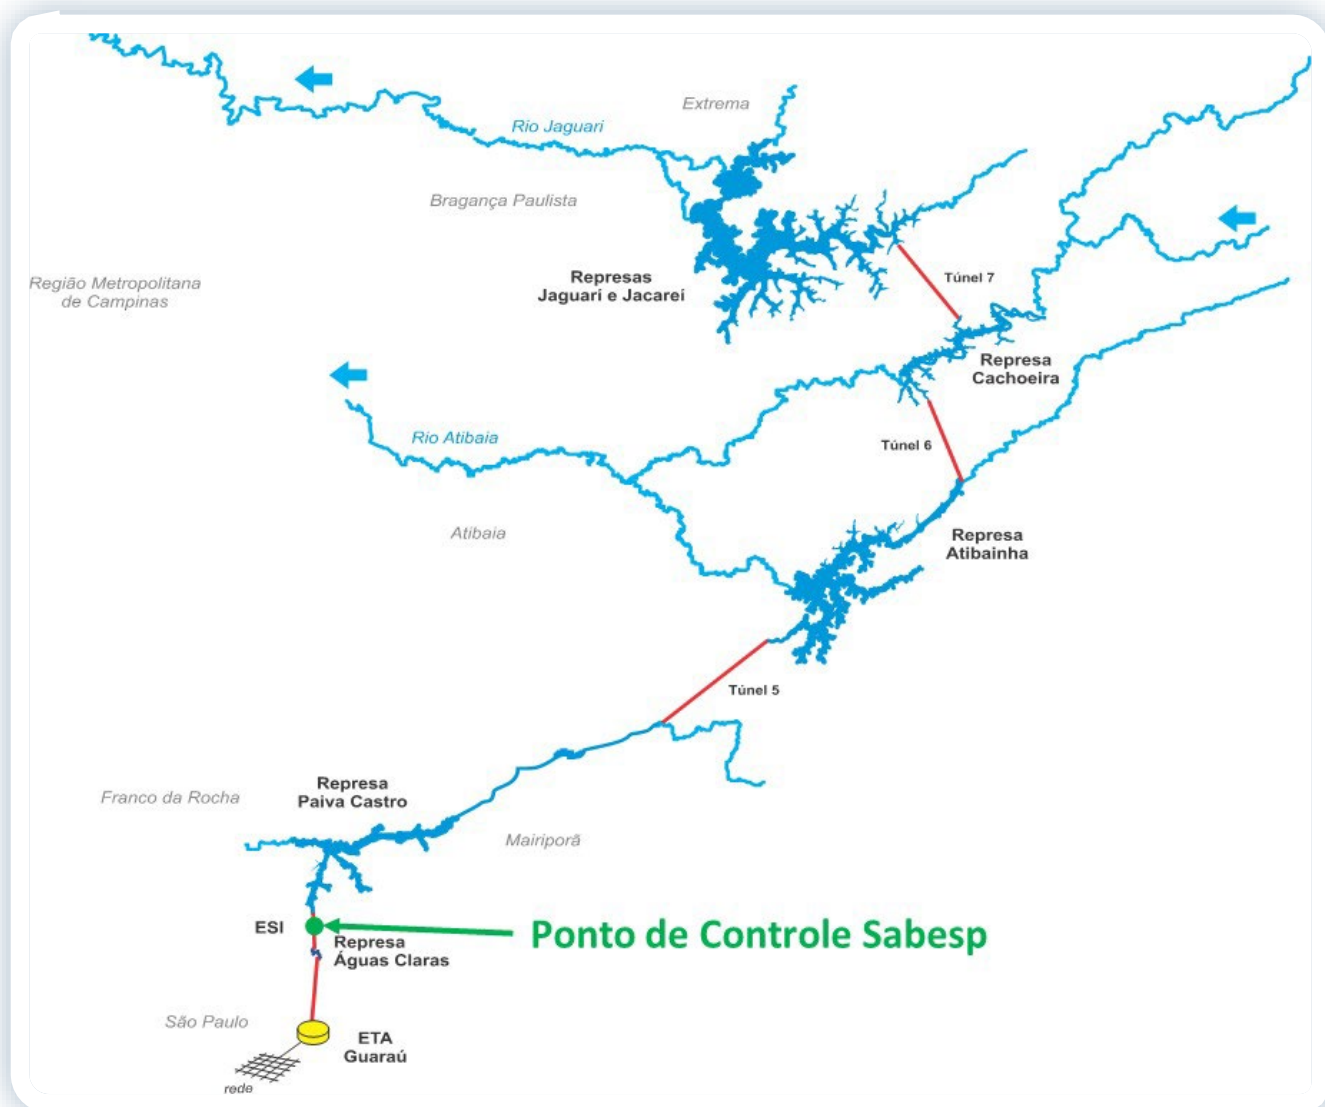 Extrema
Rio Jaguari
Bragança Paulista
Região Metropolitana
de Campinas
Represas
Jaguari e Jacareí
Túnel 7
Represa
Cachoeira
Rio Atibaia
Túnel 6
Atibaia
Represa
Atibainha
Túnel 5
Represa
Paiva Castro
Franco da Rocha
Mairiporã
ESI
Ponto de Controle Sabesp
Represa
Águas Claras
São Paulo
ETA
Guaraú
rede